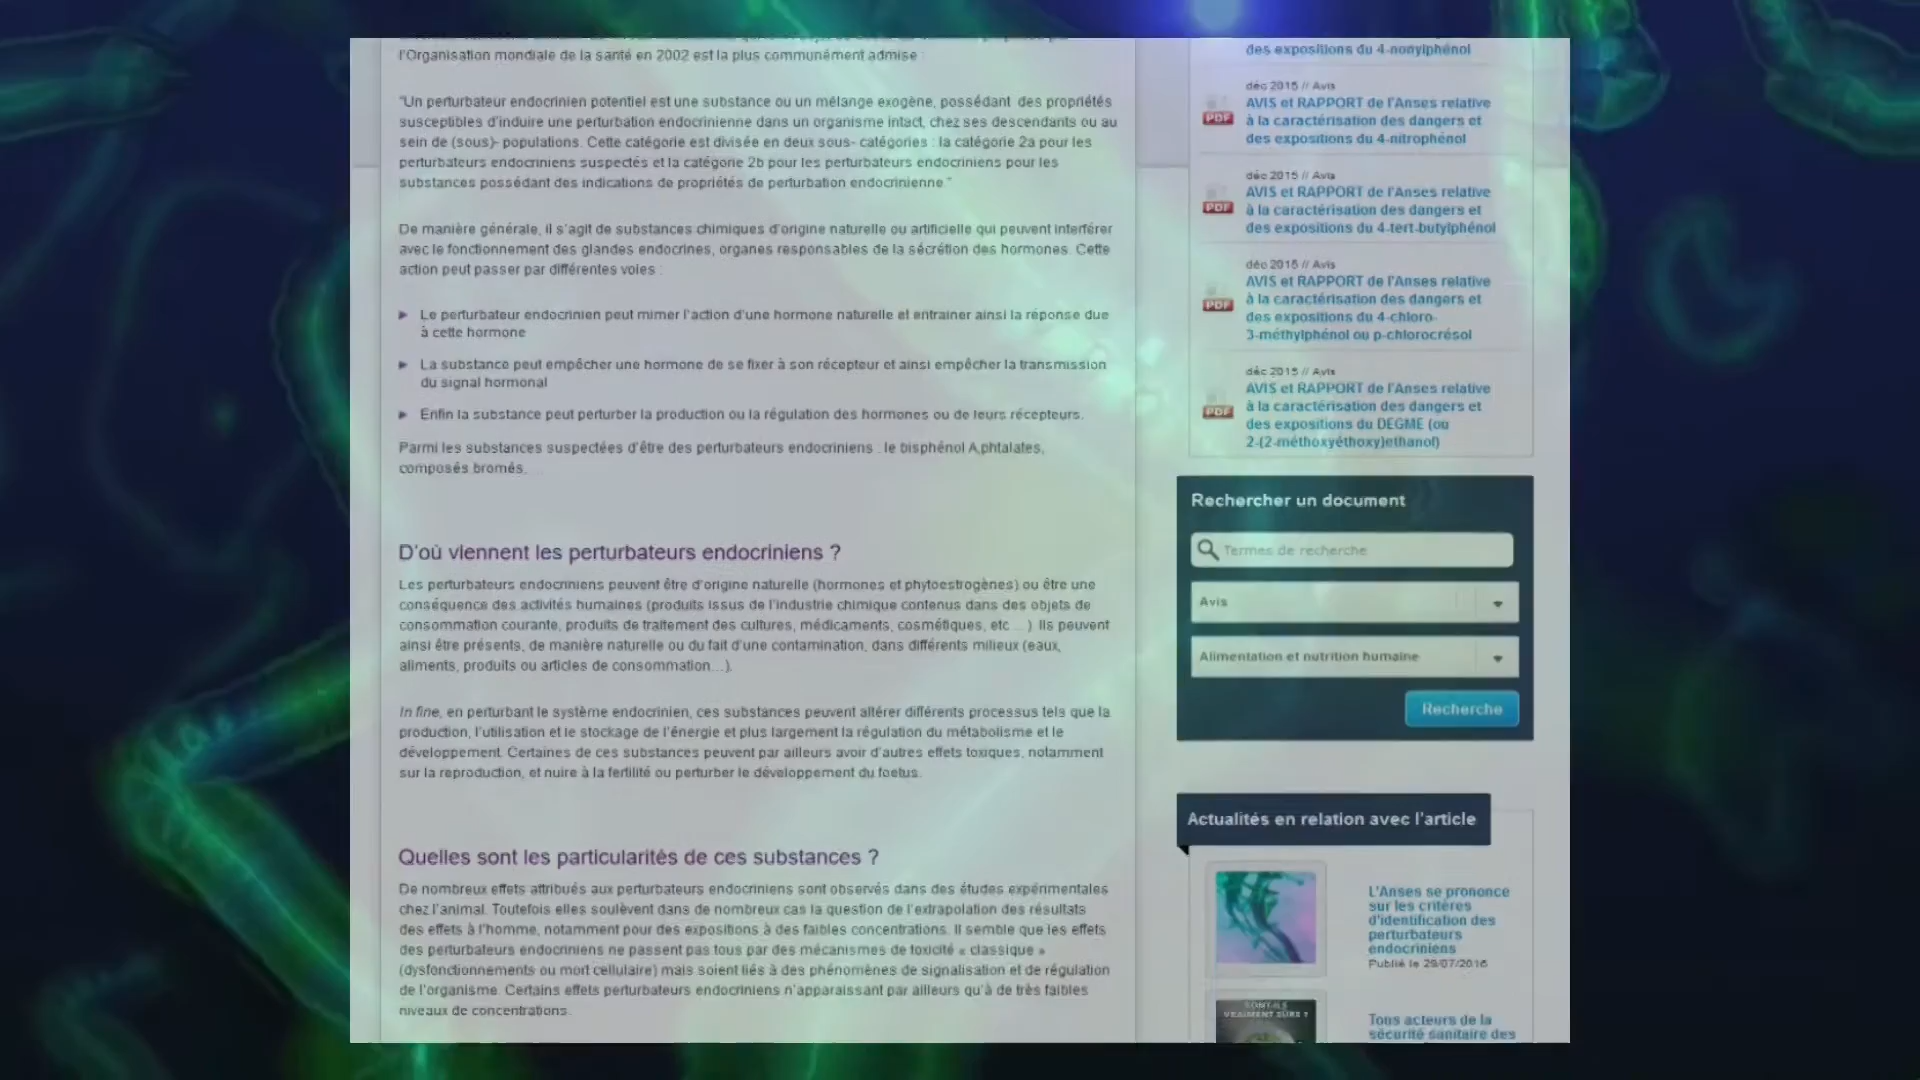 l'Organisation mondiale de la santé en 2002 est la plus communément admise :
"Un perturbateur endocrinien potentiel est une substance ou un mélange exogène, possédant des propriétés
susceptibles d'induire une perturbation endocrinienne dans un organisme intact, chez ses descendants ou au
sein de (sous)- populations. Cette catégorie est divisée en deux sous- catégories : la catégorie 2a pour les
perturbateurs endocriniens suspectés et la catégorie 2b pour les perturbateurs endocriniens pour les
substances possédant des indications de propriétés de perturbation endocrinienne."
De manière générale, il s'agit de substances chimiques d'origine naturelle ou artificielle qui peuvent interférer
avec le fonctionnement des glandes endocrines, organes responsables de la sécrétion des hormones. Cette
action peut passer par différentes voies :
Le perturbateur endocrinien peut mimer l'action d'une hormone naturelle et entrainer ainsi la réponse due
à cette hormone
La substance peut empêcher une hormone de se fixer à son récepteur et ainsi empêcher la transmission
du signal hormonal
Enfin la substance peut perturber la production ou la régulation des hormones ou de leurs récepteurs.
Parmi les substances suspectées d'être des perturbateurs endocriniens : le bisphénol A,phtalates,
composés bromés, ...
D'où viennent les perturbateurs endocriniens ?
Les perturbateurs endocriniens peuvent être d'origine naturelle (hormones et phytoestrogènes) ou être une
conséquence des activités humaines (produits issus de l'industrie chimique contenus dans des objets de
consommation courante, produits de traitement des cultures, médicaments, cosmétiques, etc ...). Ils peuvent
ainsi être présents, de manière naturelle ou du fait d'une contamination, dans différents milieux (eaux,
aliments, produits ou articles de consommation...).
In fine, en perturbant le système endocrinien, ces substances peuvent altérer différents processus tels que la
production, l'utilisation et le stockage de l'énergie et plus largement la régulation du métabolisme et le
développement. Certaines de ces substances peuvent par ailleurs avoir d'autres effets toxiques, notamment
sur la reproduction, et nuire à la fertilité ou perturber le développement du foetus.
Quelles sont les particularités de ces substances ?
De nombreux effets attribués aux perturbateurs endocriniens sont observés dans des études expérimentales
chez l'animal. Toutefois elles soulèvent dans de nombreux cas la question de l'extrapolation des résultats
des effets à l'homme, notamment pour des expositions à des faibles concentrations. Il semble que les effets
des perturbateurs endocriniens ne passent pas tous par des mécanismes de toxicité « classique »
(dysfonctionnements ou mort cellulaire) mais soient liés à des phénomènes de signalisation et de régulation
de l'organisme. Certains effets perturbateurs endocriniens n'apparaissant par ailleurs qu'à de très faibles
niveaux de concentrations.
des expositions du 4-nonylphénol
déc 2015 // Avis
PDF
AVIS et RAPPORT de l'Anses relative
à la caractérisation des dangers et
des expositions du 4-nitrophénol
déc 2015 // Avis
PDF
AVIS et RAPPORT de l'Anses relative
à la caractérisation des dangers et
des expositions du 4-tert-butylphénol
déc 2015 // Avis
PDF
AVIS et RAPPORT de l'Anses relative
à la caractérisation des dangers et
des expositions du 4-chloro-
3-méthylphénol ou p-chlorocrésol
déc 2015 // Avis
PDF
AVIS et RAPPORT de l'Anses relative
à la caractérisation des dangers et
des expositions du DEGME (ou
2-(2-méthoxyéthoxy)ethanol)
Rechercher un document
Termes de recherche
Avis
Alimentation et nutrition humaine
Recherche
Actualités en relation avec l'article
L'Anses se prononce
sur les critères
d'identification des
perturbateurs
endocriniens
Publié le 29/07/2016
SONT-ILS
VRAIMENT SÛRS ?
Tous acteurs de la
sécurité sanitaire des